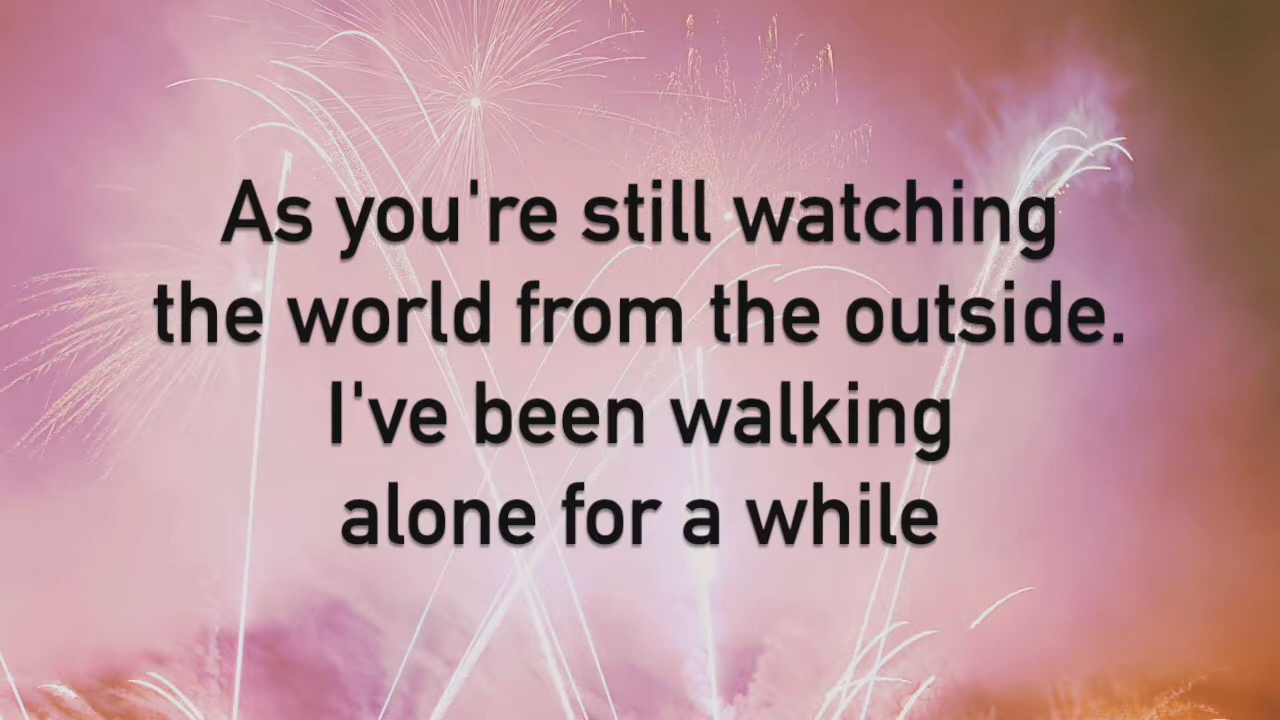 As you're still watching
the world from the outside.
I've been walking
alone for a while